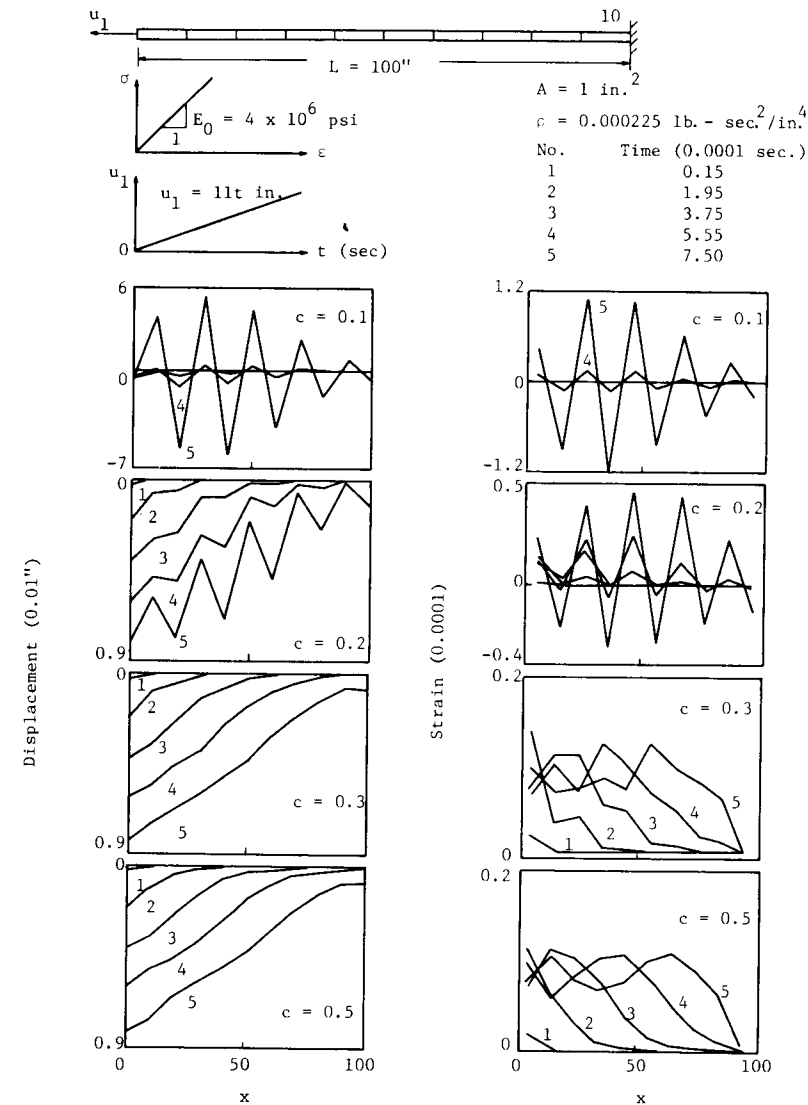 u1 10
L = 100"
σ
E0 = 4 x 10^6 psi
1
ε
A = 1 in.^2
ρ = 0.000225 lb. - sec.^2/in^4
No. Time (0.0001 sec.)
1 0.15
2 1.95
3 3.75
4 5.55
5 7.50
u1
1
u1 = 11t in.
0
t (sec)
6
c = 0.1
0
4
5
-7
1.2
5
c = 0.1
4
0
-1.2
0
1
2
3
4
5
c = 0.2
0.9
0.5
c = 0.2
0
-0.4
0
1
2
3
4
5
c = 0.3
0.9
0.2
c = 0.3
1
2
3
4
5
0
0
1
2
3
4
5
c = 0.5
0.9
0 50 100
x
0.2
c = 0.5
1
2
3
4
5
0
0 50 100
x
Displacement (0.01")
Strain (0.0001)